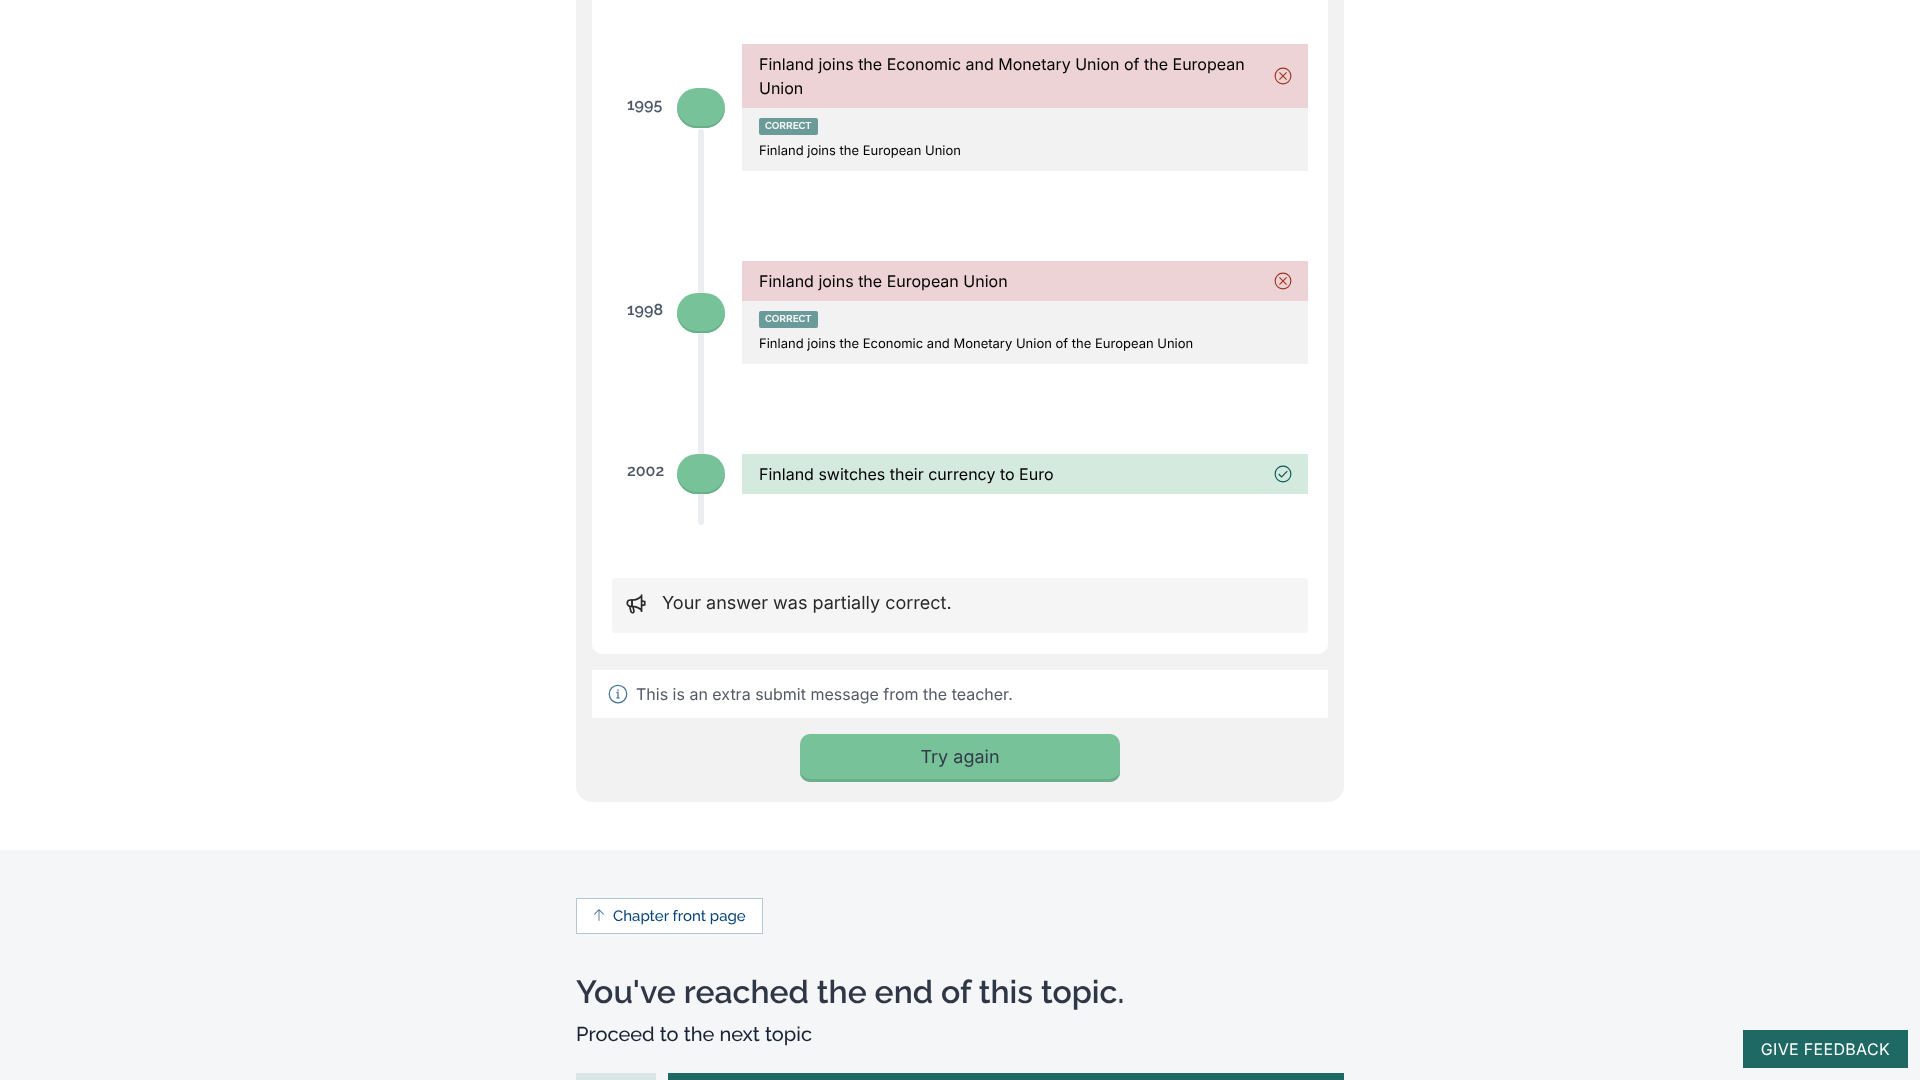 Finland joins the Economic and Monetary Union of the European
Union
1995
CORRECT
Finland joins the European Union
Finland joins the European Union
1998
CORRECT
Finland joins the Economic and Monetary Union of the European Union
2002
Finland switches their currency to Euro
Your answer was partially correct.
This is an extra submit message from the teacher.
Try again
Chapter front page
You've reached the end of this topic.
Proceed to the next topic
GIVE FEEDBACK